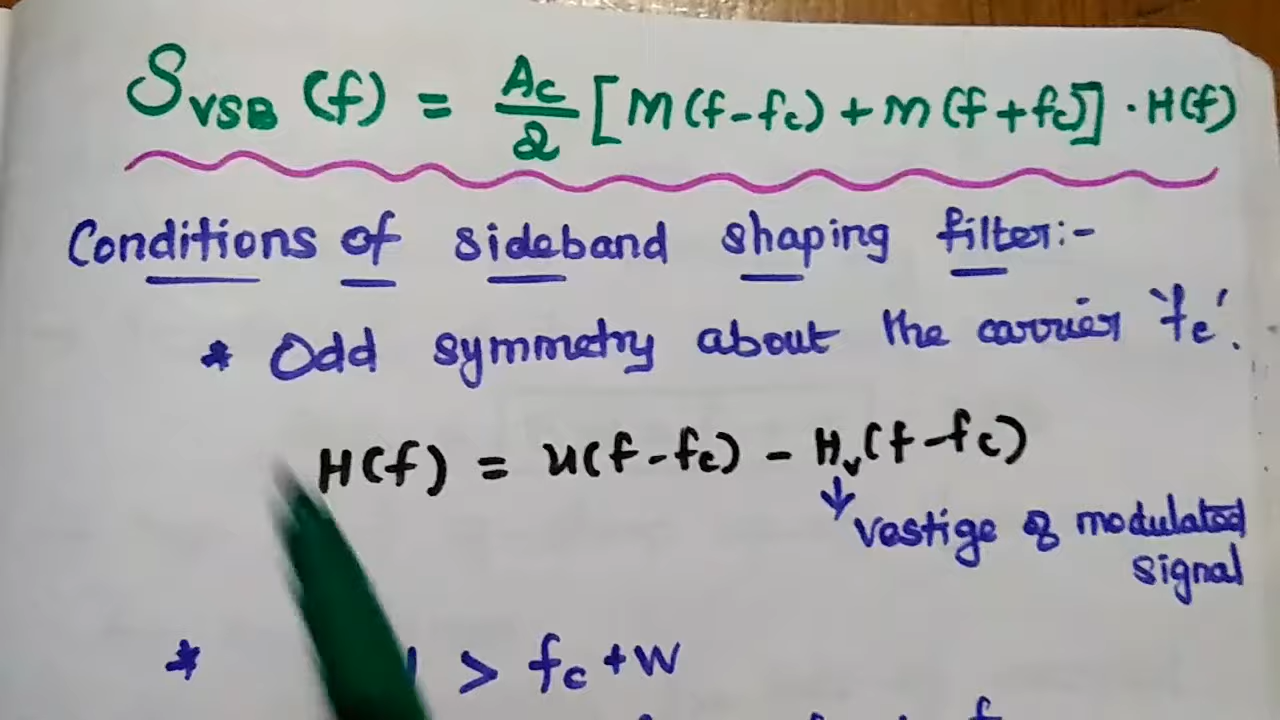 S_VSB (f) = Ac/2 [M(f-fc) + M(f+fc)] · H(f)
Conditions of sideband shaping filter:-
* Odd symmetry about the carrier 'fc'.
H(f) = u(f-fc) - Hv(f-fc)
↓ vestige of modulated
signal
* > fc +W